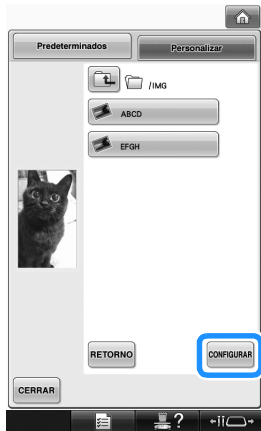 Predeterminados
Personalizar
/IMG
ABCD
EFGH
RETORNO
CONFIGURAR
CERRAR
?